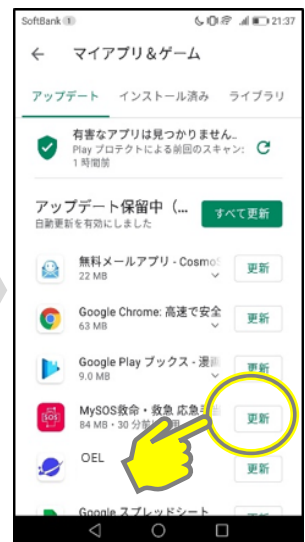 SoftBank ① 21:37
マイアプリ＆ゲーム
アップデート インストール済み ライブラリ
有害なアプリは見つかりません。
Play プロテクトによる前回のスキャン:
1 時間前
アップデート保留中（... すべて更新
自動更新を有効にしました
無料メールアプリ - Cosmo
22 MB
更新
Google Chrome: 高速で安全
63 MB
更新
Google Play ブックス - 漫画
9.0 MB
更新
MySOS救命・救急 応急手当
84 MB・30 分前
更新
OEL
更新
Google スプレッドシート